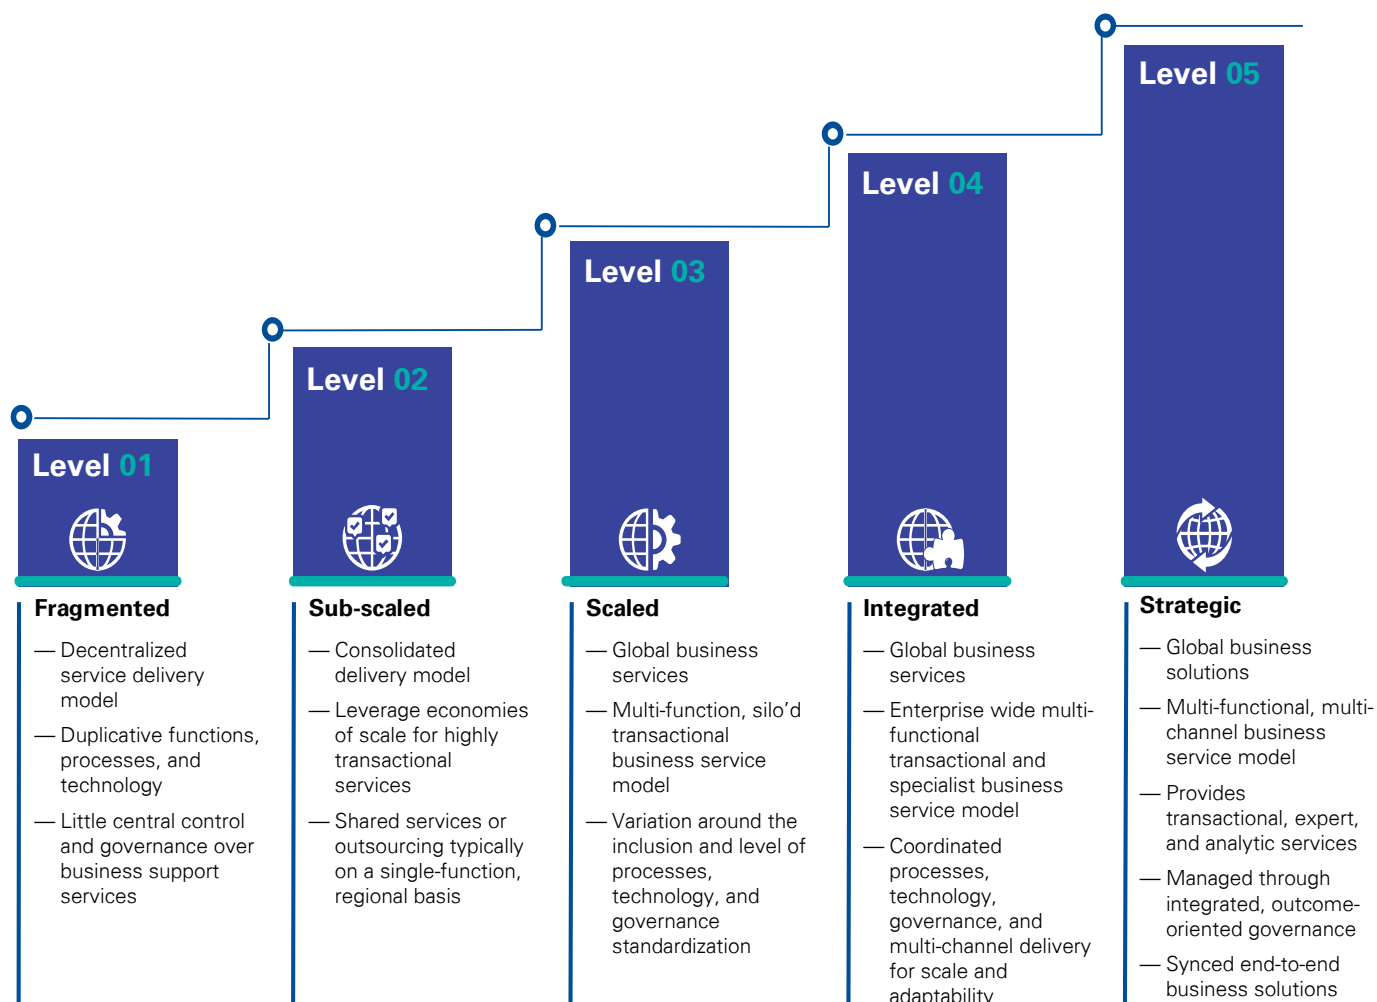 Level 01
Fragmented
— Decentralized
service delivery
model
— Duplicative functions,
processes, and
technology
— Little central control
and governance over
business support
services
Level 02
Sub-scaled
— Consolidated
delivery model
— Leverage economies
of scale for highly
transactional
services
— Shared services or
outsourcing typically
on a single-function,
regional basis
Level 03
Scaled
— Global business
services
— Multi-function, silo’d
transactional
business service
model
— Variation around the
inclusion and level of
processes,
technology, and
governance
standardization
Level 04
Integrated
— Global business
services
— Enterprise wide multi-
functional
transactional and
specialist business
service model
— Coordinated
processes,
technology,
governance, and
multi-channel delivery
for scale and
adaptability
Level 05
Strategic
— Global business
solutions
— Multi-functional, multi-
channel business
service model
— Provides
transactional, expert,
and analytic services
— Managed through
integrated, outcome-
oriented governance
— Synced end-to-end
business solutions